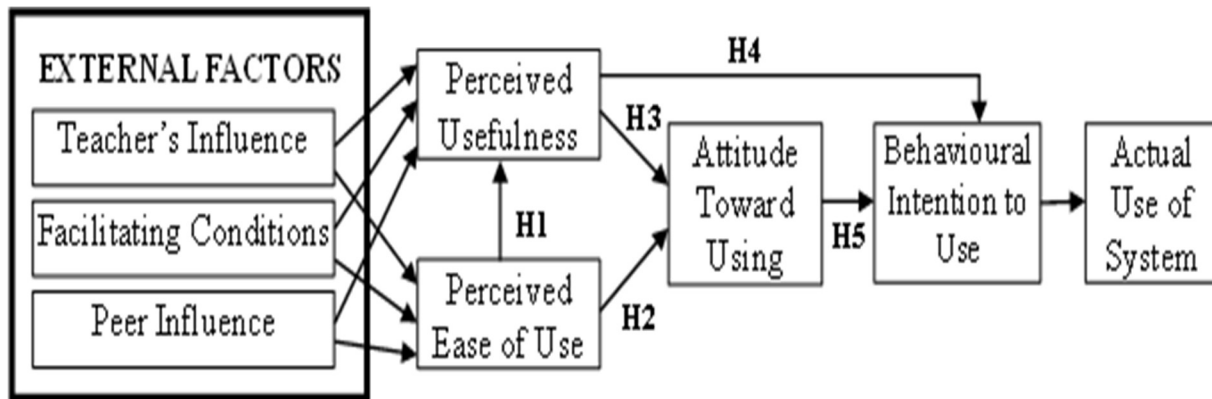 EXTERNAL FACTORS
Teacher's Influence
Facilitating Conditions
Peer Influence
Perceived
Usefulness
H1
Perceived
Ease of Use
H4
H3
H2
Attitude
Toward
Using
H5
Behavioural
Intention to
Use
Actual
Use of
System